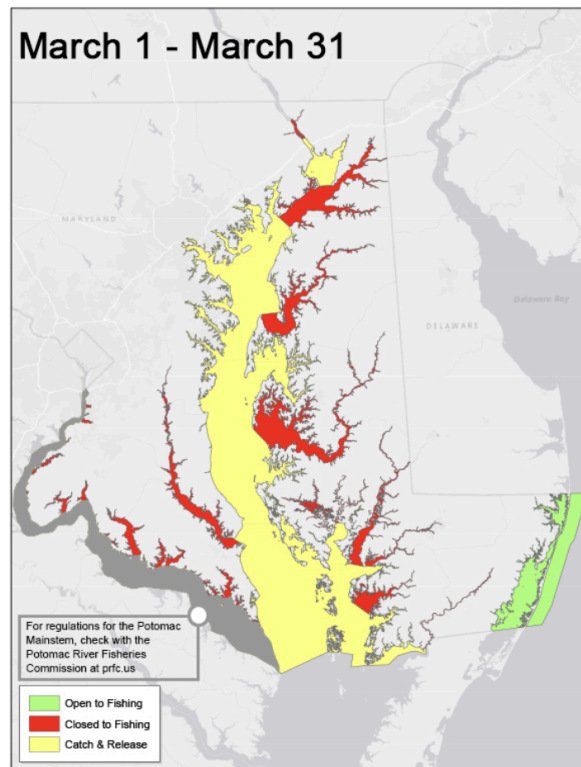 March 1 - March 31
MARYLAND
Delaware Bay
DELAWARE
For regulations for the Potomac
Mainstem, check with the
Potomac River Fisheries
Commission at prfc.us
Open to Fishing
Closed to Fishing
Catch & Release